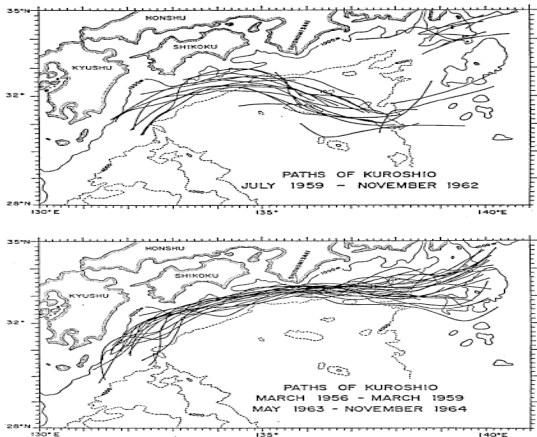 35°N
HONSHU
SHIKOKU
KYUSHU
32°
PATHS OF KUROSHIO
JULY 1959 - NOVEMBER 1962
28°N
130°E
135°
140°E
35°N
HONSHU
SHIKOKU
KYUSHU
32°
PATHS OF KUROSHIO
MARCH 1956 - MARCH 1959
MAY 1963 - NOVEMBER 1964
28°N
130°E
135°
140°E